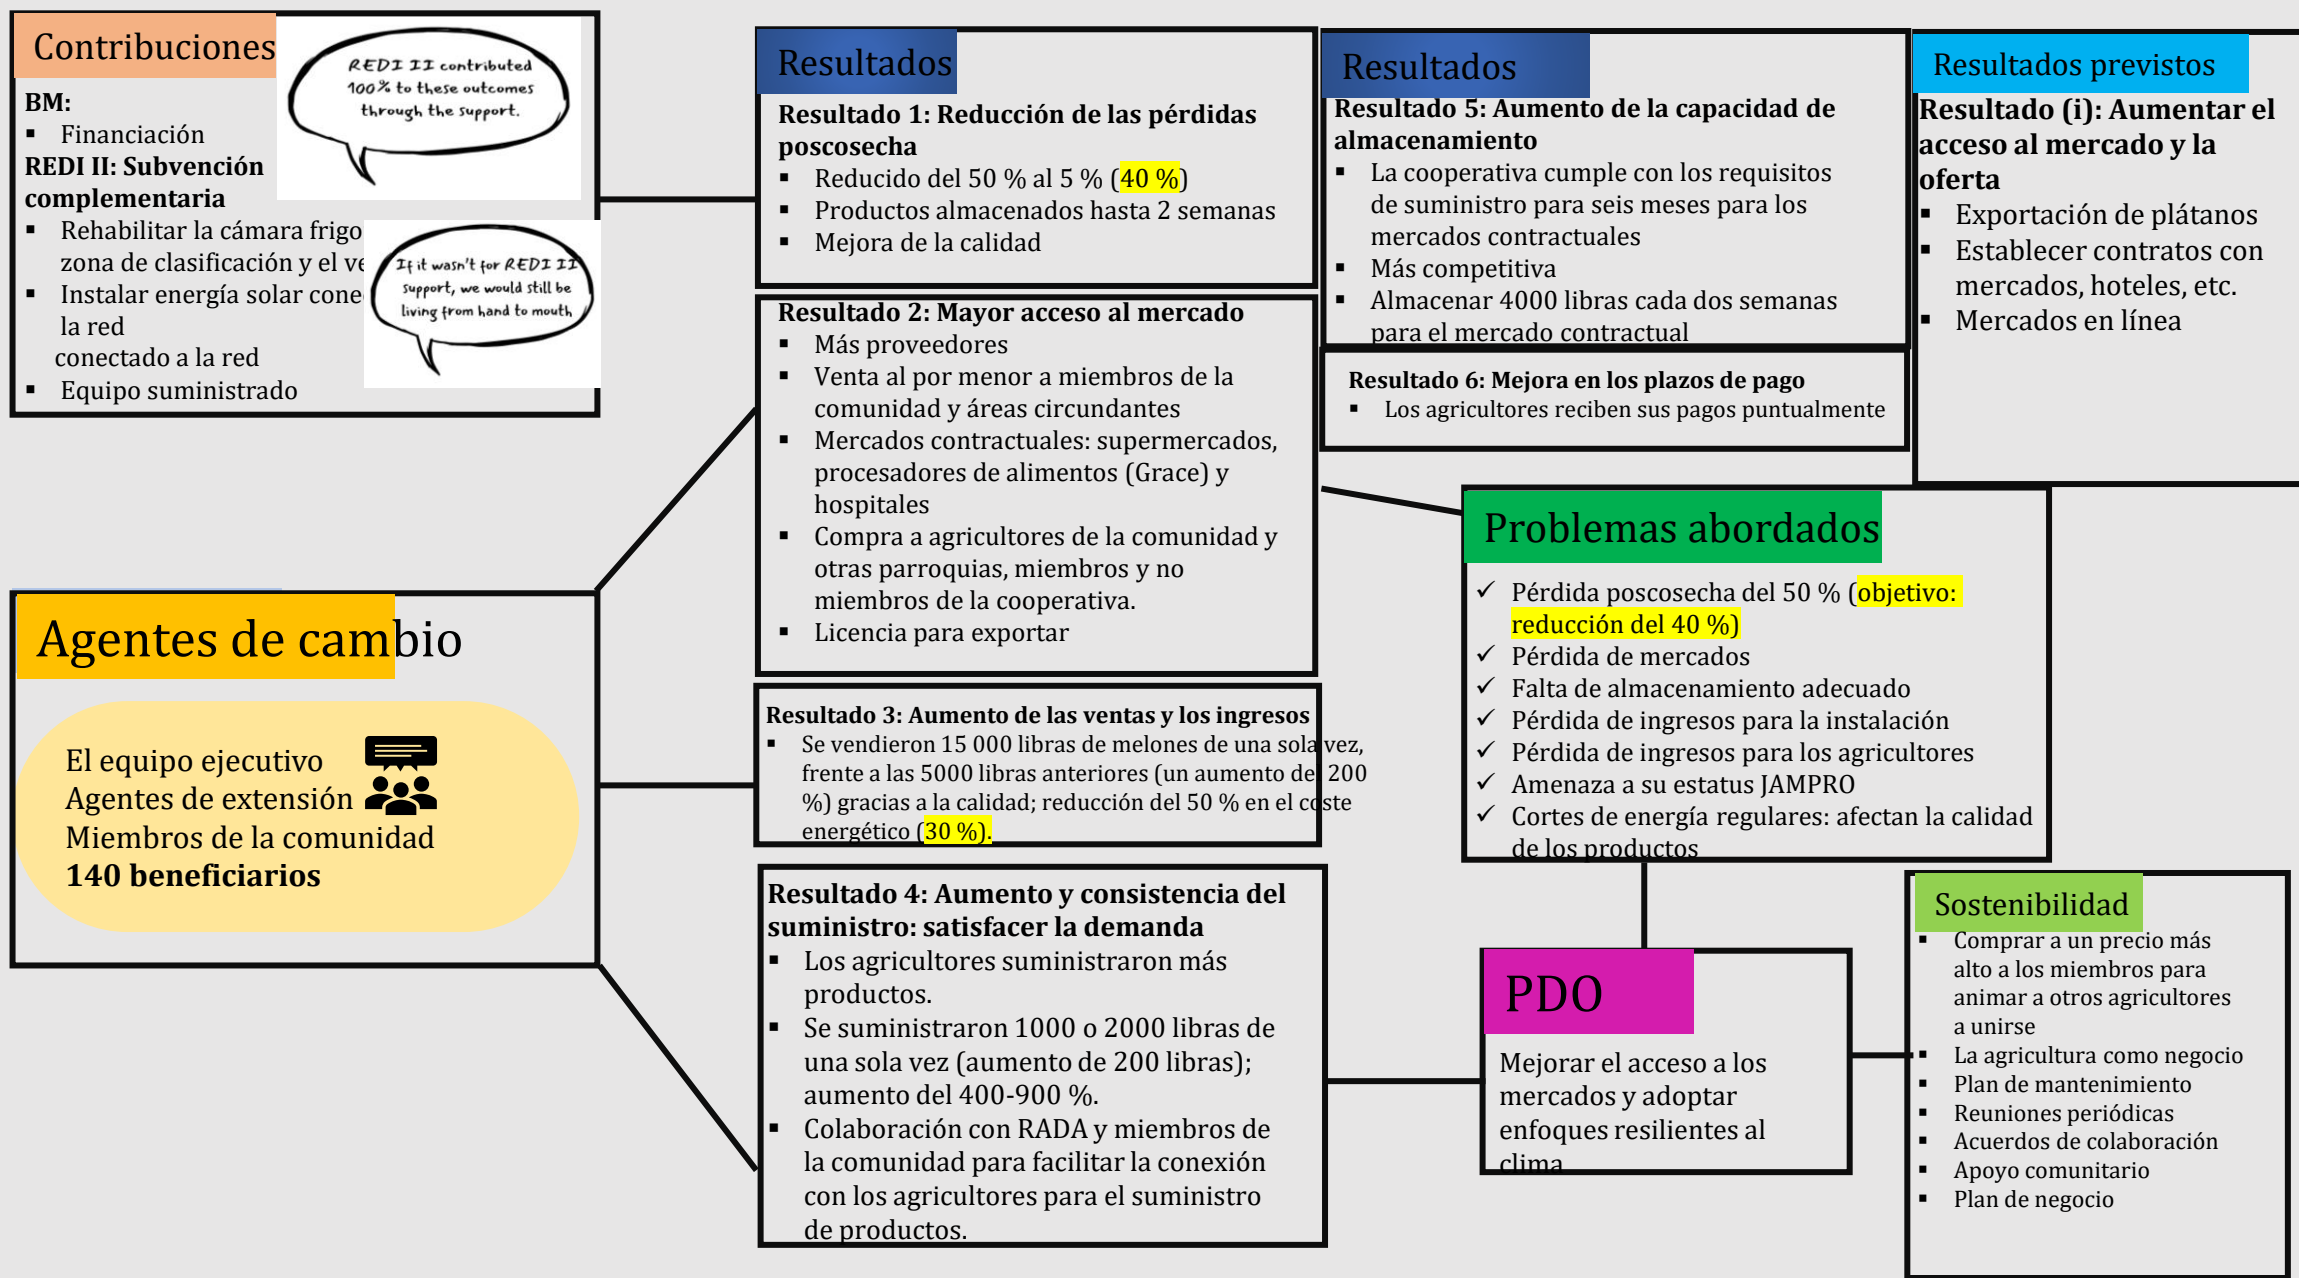 Contribuciones
REDI II contributed
100% to these outcomes
through the support.
BM:
▪ Financiación
REDI II: Subvención
complementaria
▪ Rehabilitar la cámara
zona de clasificación y el
▪ Instalar energía solar
la red
conectado a la red
▪ Equipo suministrado
If it wasn't for REDI II
support, we would still be
living from hand to mouth
Agentes de cambio
El equipo ejecutivo
Agentes de extensión
Miembros de la comunidad
140 beneficiarios
Resultados
Resultado 1: Reducción de las pérdidas
poscosecha
▪ Reducido del 50 % al 5 % (40 %)
▪ Productos almacenados hasta 2 semanas
▪ Mejora de la calidad
Resultado 2: Mayor acceso al mercado
▪ Más proveedores
▪ Venta al por menor a miembros de la
comunidad y áreas circundantes
▪ Mercados contractuales: supermercados,
procesadores de alimentos (Grace) y
hospitales
▪ Compra a agricultores de la comunidad y
otras parroquias, miembros y no
miembros de la cooperativa.
▪ Licencia para exportar
Resultado 3: Aumento de las ventas y los ingresos
▪ Se vendieron 15 000 libras de melones de una sola vez,
frente a las 5000 libras anteriores (un aumento del 200
%) gracias a la calidad; reducción del 50 % en el coste
energético (30 %).
Resultado 4: Aumento y consistencia del
suministro: satisfacer la demanda
▪ Los agricultores suministraron más
productos.
▪ Se suministraron 1000 o 2000 libras de
una sola vez (aumento de 200 libras);
aumento del 400-900 %.
▪ Colaboración con RADA y miembros de
la comunidad para facilitar la conexión
con los agricultores para el suministro
de productos.
Resultados
Resultado 5: Aumento de la capacidad de
almacenamiento
▪ La cooperativa cumple con los requisitos
de suministro para seis meses para los
mercados contractuales
▪ Más competitiva
▪ Almacenar 4000 libras cada dos semanas
para el mercado contractual
Resultado 6: Mejora en los plazos de pago
▪ Los agricultores reciben sus pagos puntualmente
Resultados previstos
Resultado (i): Aumentar el
acceso al mercado y la
oferta
▪ Exportación de plátanos
▪ Establecer contratos con
mercados, hoteles, etc.
▪ Mercados en línea
Problemas abordados
✓ Pérdida poscosecha del 50 % (objetivo:
reducción del 40 %)
✓ Pérdida de mercados
✓ Falta de almacenamiento adecuado
✓ Pérdida de ingresos para la instalación
✓ Pérdida de ingresos para los agricultores
✓ Amenaza a su estatus JAMPRO
✓ Cortes de energía regulares: afectan la calidad
de los productos
PDO
Mejorar el acceso a los
mercados y adoptar
enfoques resilientes al
clima
Sostenibilidad
▪ Comprar a un precio más
alto a los miembros para
animar a otros agricultores
a unirse
▪ La agricultura como negocio
▪ Plan de mantenimiento
▪ Reuniones periódicas
▪ Acuerdos de colaboración
▪ Apoyo comunitario
▪ Plan de negocio